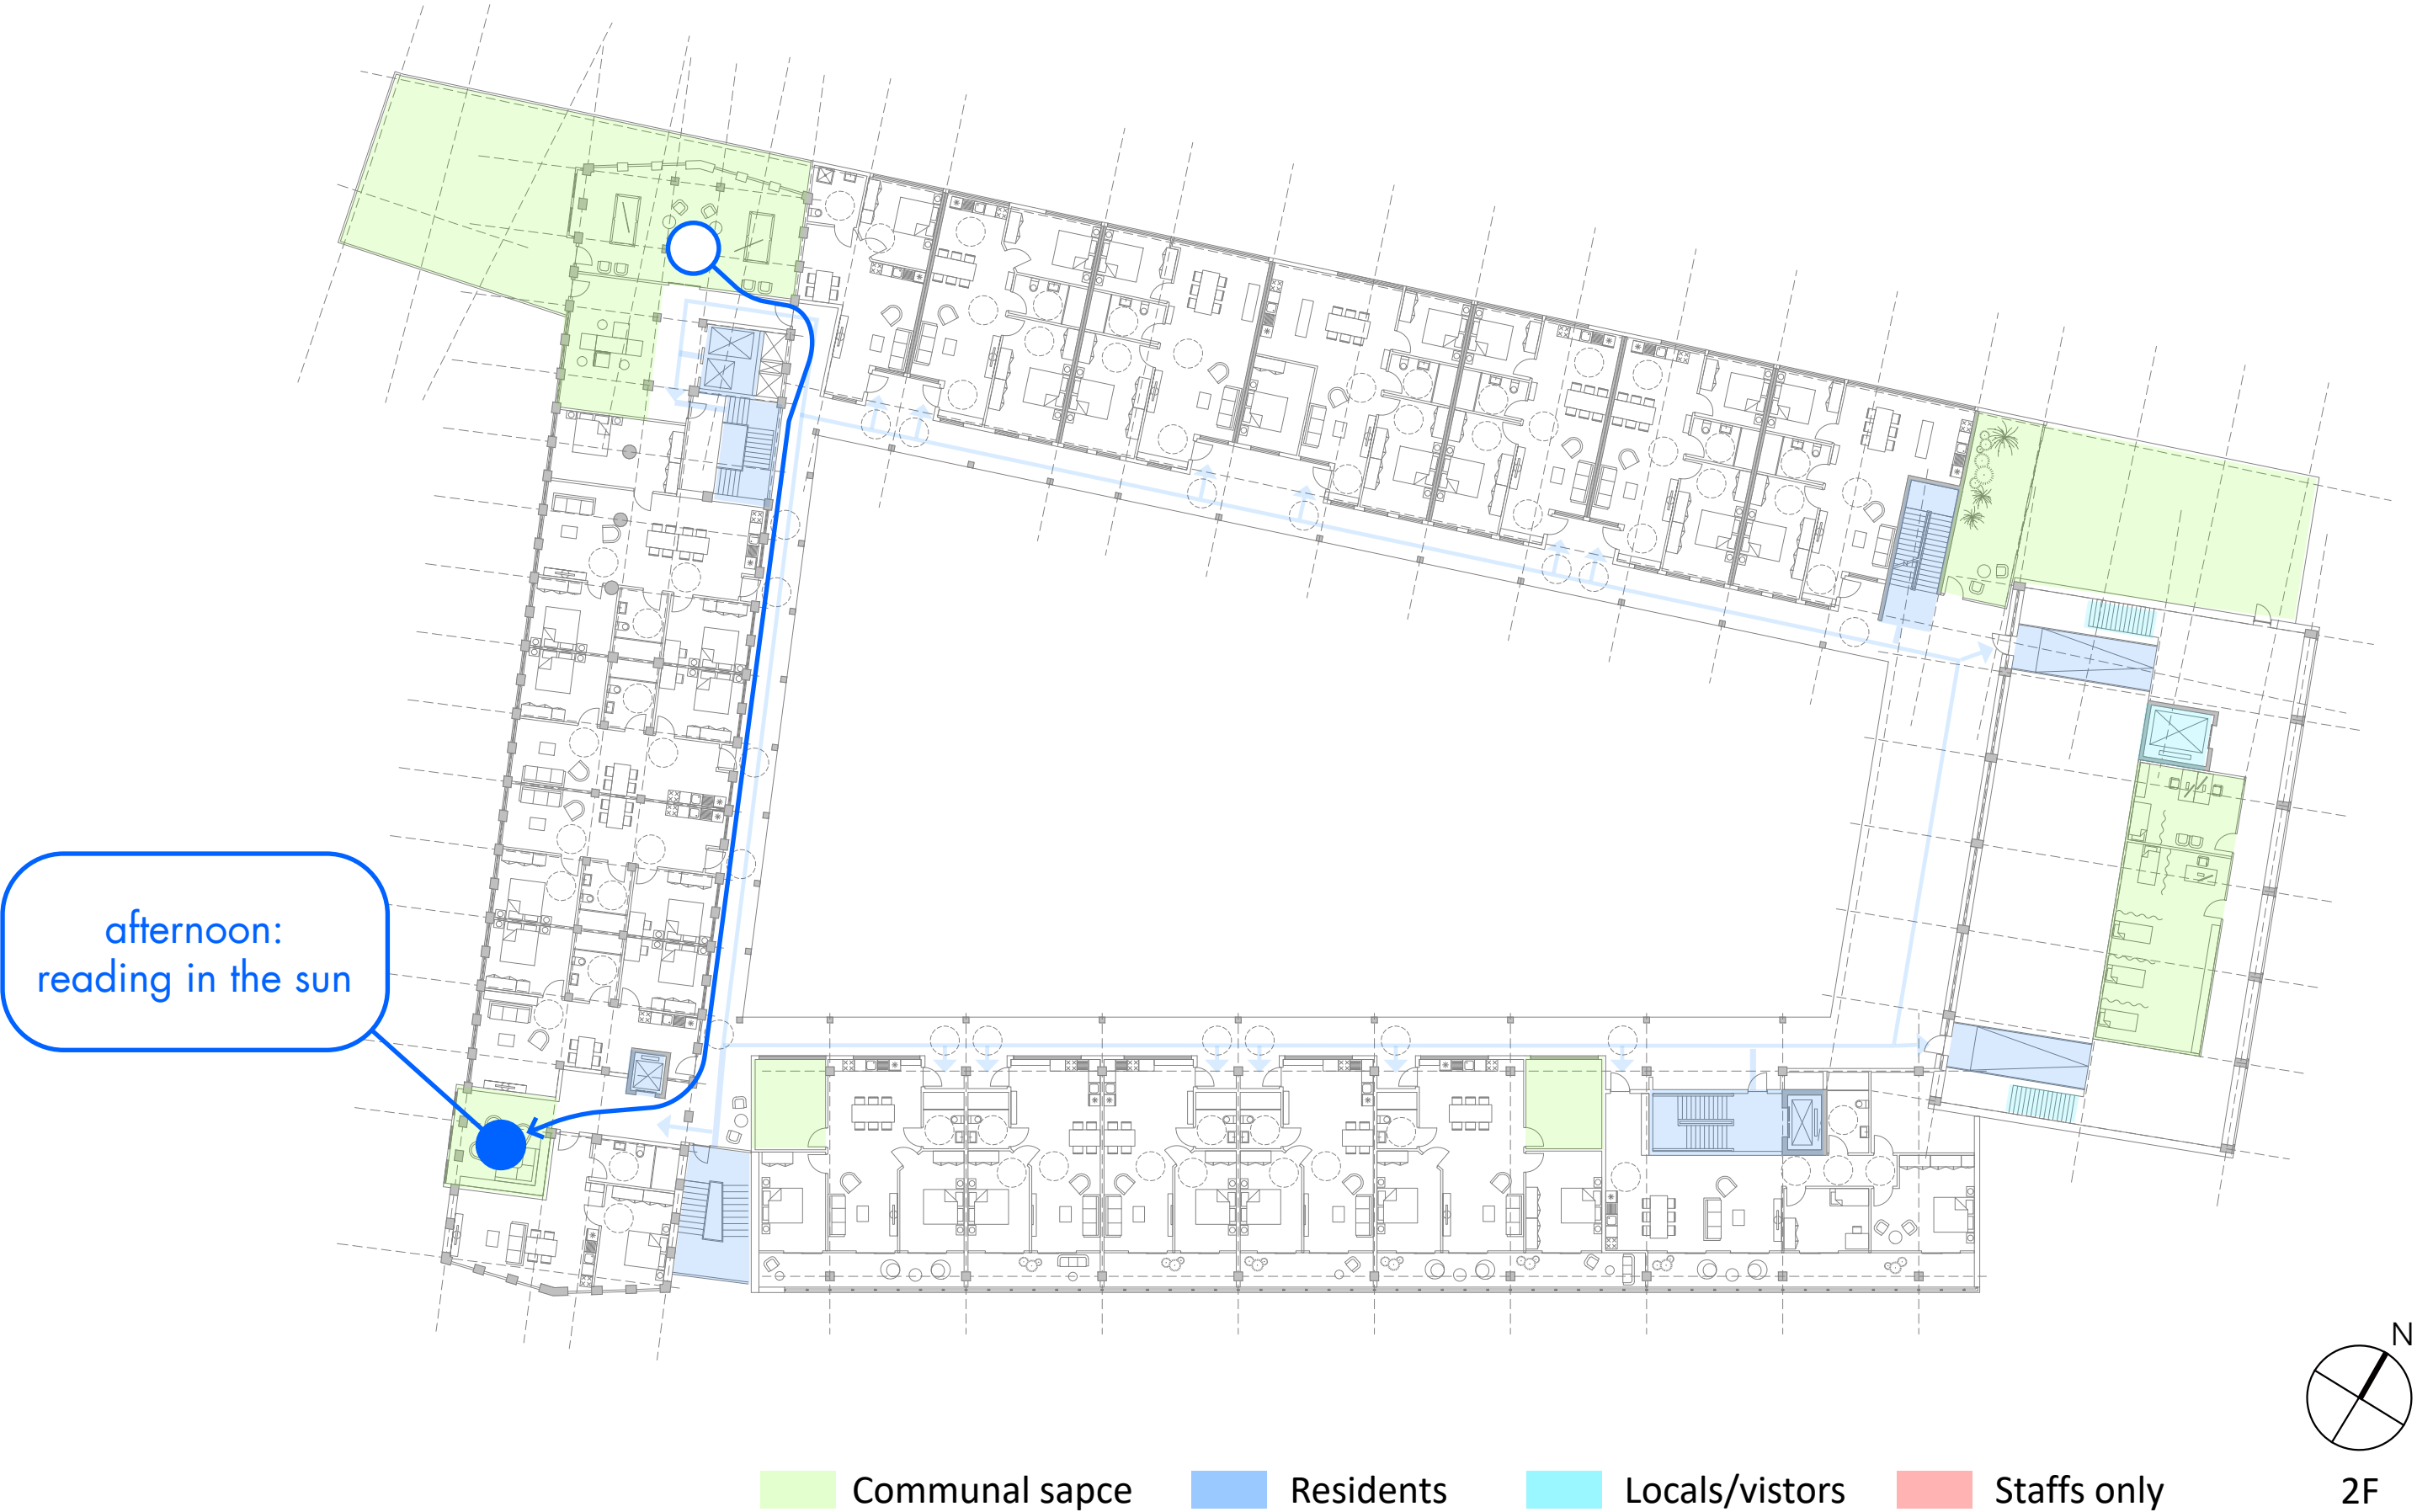 afternoon:
reading in the sun
N
Communal sapce
Residents
Locals/vistors
Staffs only
2F